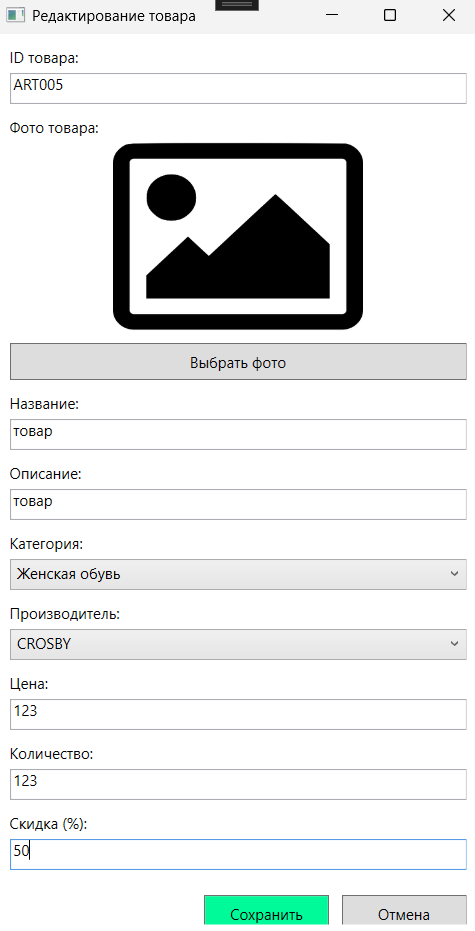 Редактирование товара
ID товара:
ART005
Фото товара:
Выбрать фото
Название:
товар
Описание:
товар
Категория:
Женская обувь
Производитель:
CROSBY
Цена:
123
Количество:
123
Скидка (%):
50
Сохранить Отмена